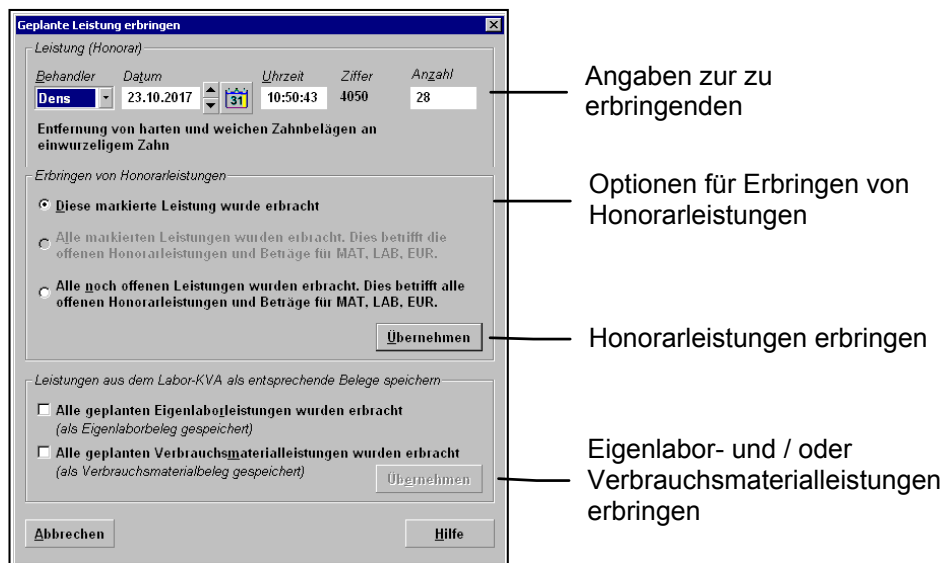 Geplante Leistung erbringen
Leistung (Honorar)
Behandler Datum Uhrzeit Ziffer Anzahl
Dens 23.10.2017 31 10:50:43 4050 28
Entfernung von harten und weichen Zahnbelägen an
einwurzeligem Zahn
Angaben zur zu
erbringenden
Erbringen von Honorarleistungen
Diese markierte Leistung wurde erbracht
Alle markierten Leistungen wurden erbracht. Dies betrifft die
offenen Honorarleistungen und Beträge für MAT, LAB, EUR.
Alle noch offenen Leistungen wurden erbracht. Dies betrifft alle
offenen Honorarleistungen und Beträge für MAT, LAB, EUR.
Übernehmen
Optionen für Erbringen von
Honorarleistungen
Honorarleistungen erbringen
Leistungen aus dem Labor-KVA als entsprechende Belege speichern
Alle geplanten Eigenlaborleistungen wurden erbracht
(als Eigenlaborbeleg gespeichert)
Alle geplanten Verbrauchsmaterialleistungen wurden erbracht
(als Verbrauchsmaterialbeleg gespeichert)
Übernehmen
Eigenlabor- und / oder
Verbrauchsmaterialleistungen
erbringen
Abbrechen
Hilfe